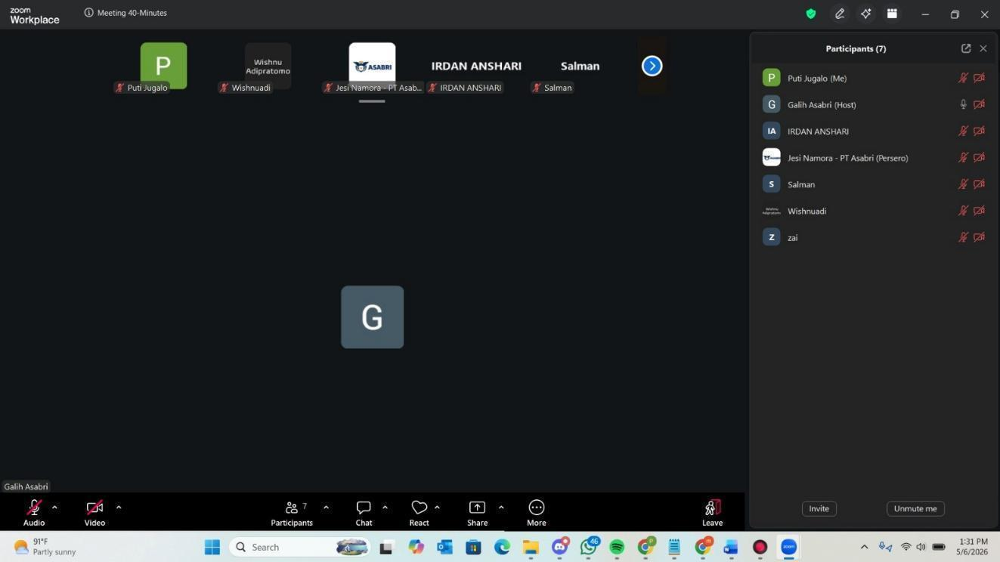 zoom
Workplace
Meeting 40-Minutes
P
Puti Jugalo
Wishnu
Adipratomo
Wishnuadi
ASABRI
Jesi Namora - PT Asab...
IRDAN ANSHARI
IRDAN ANSHARI
Salman
Salman
G
Galih Asabri
Participants (7)
P Puti Jugalo (Me)
G Galih Asabri (Host)
IA IRDAN ANSHARI
Jesi Namora - PT Asabri (Persero)
S Salman
Wishnu
Adipratomo
Wishnuadi
Z zai
Invite
Unmute me
Audio
Video
7
Participants
Chat
React
Share
More
Leave
91°F
Partly sunny
Search
46
P
m
zoom
1:31 PM
5/6/2026